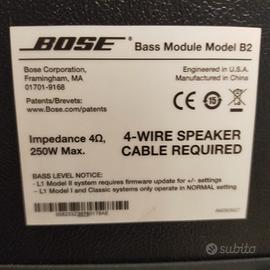 BOSE® Bass Module Model B2
Bose Corporation,
Framingham, MA
01701-9168
Engineered in U.S.A.
Manufactured in China
Patents/Brevets:
www.Bose.com/patents
CE 15
Impedance 4Ω,
250W Max.
4-WIRE SPEAKER
CABLE REQUIRED
BASS LEVEL NOTICE:
- L1 Model II system requires firmware update for +/- settings
- L1 Model I and Classic systems only operate in NORMAL setting
subito